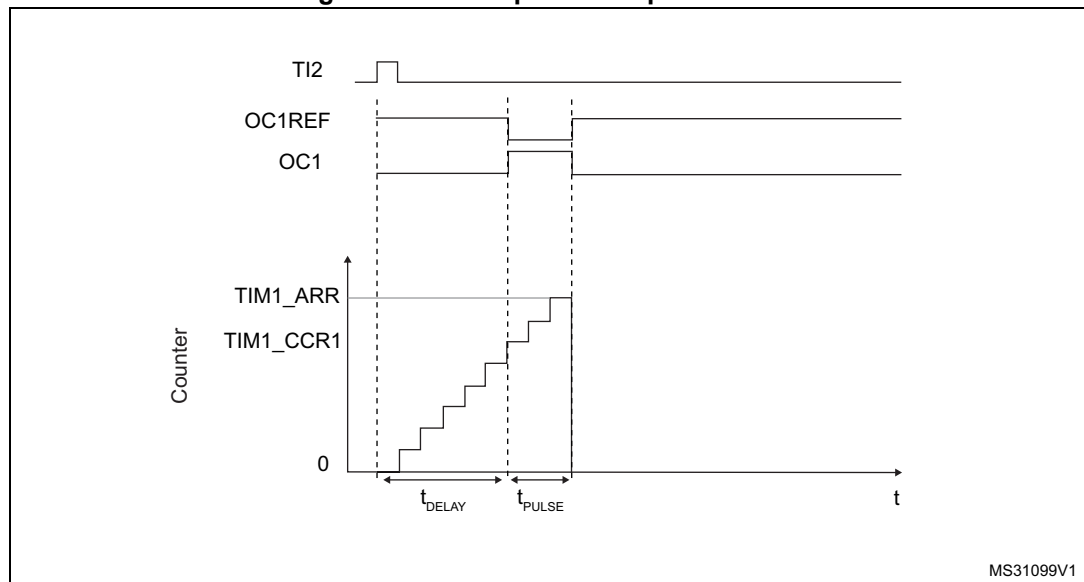 TI2
OC1REF
OC1
TIM1_ARR
TIM1_CCR1
Counter
0
tDELAY
tPULSE
t
MS31099V1